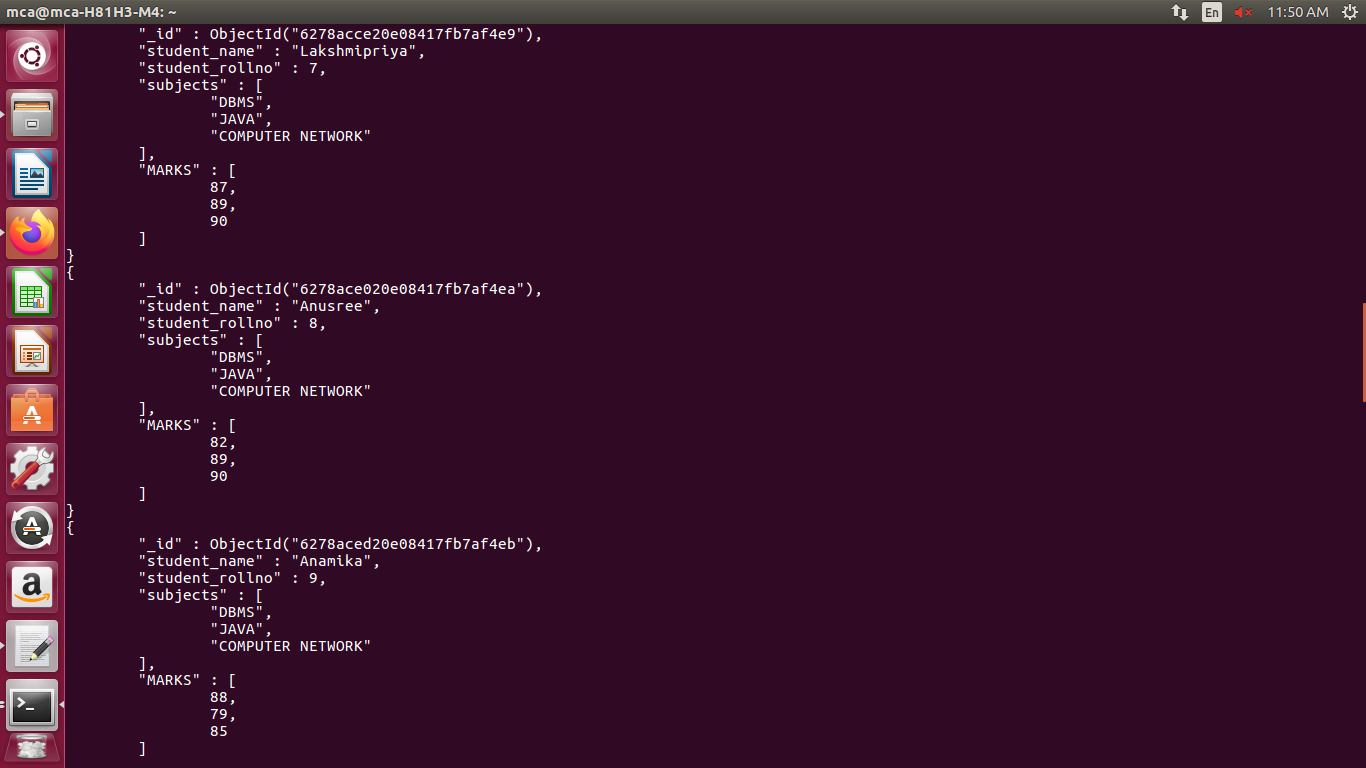 mca@mca-H81H3-M4: ~
En
11:50 AM
"_id" : ObjectId("6278acce20e08417fb7af4e9"),
"student_name" : "Lakshmipriya",
"student_rollno" : 7,
"subjects" : [
"DBMS",
"JAVA",
"COMPUTER NETWORK"
],
"MARKS" : [
87,
89,
90
]
}
{
"_id" : ObjectId("6278ace020e08417fb7af4ea"),
"student_name" : "Anusree",
"student_rollno" : 8,
"subjects" : [
"DBMS",
"JAVA",
"COMPUTER NETWORK"
],
"MARKS" : [
82,
89,
90
]
}
{
"_id" : ObjectId("6278aced20e08417fb7af4eb"),
"student_name" : "Anamika",
"student_rollno" : 9,
"subjects" : [
"DBMS",
"JAVA",
"COMPUTER NETWORK"
],
"MARKS" : [
88,
79,
85
]